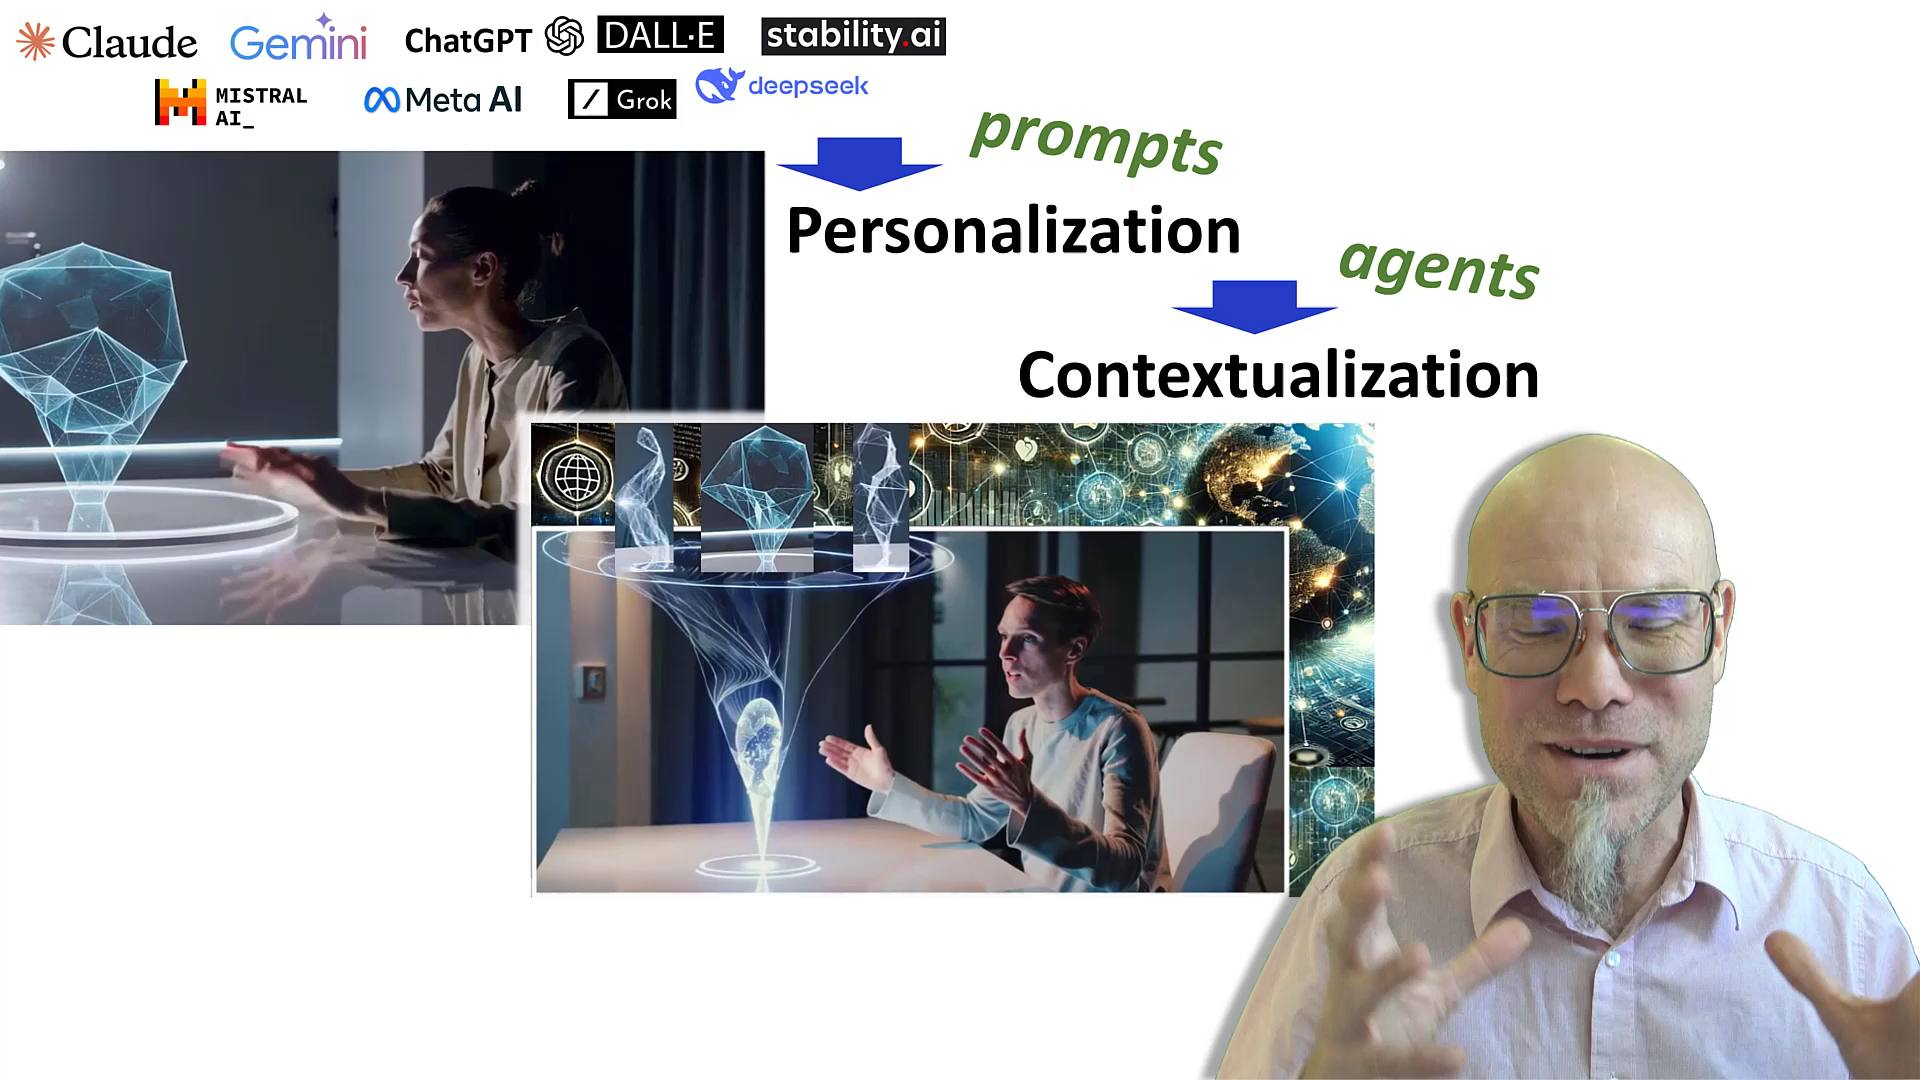 Claude
Gemini
ChatGPT
DALL·E
stability.ai
MISTRAL
AI_
Meta AI
Grok
deepseek
prompts
Personalization
agents
Contextualization